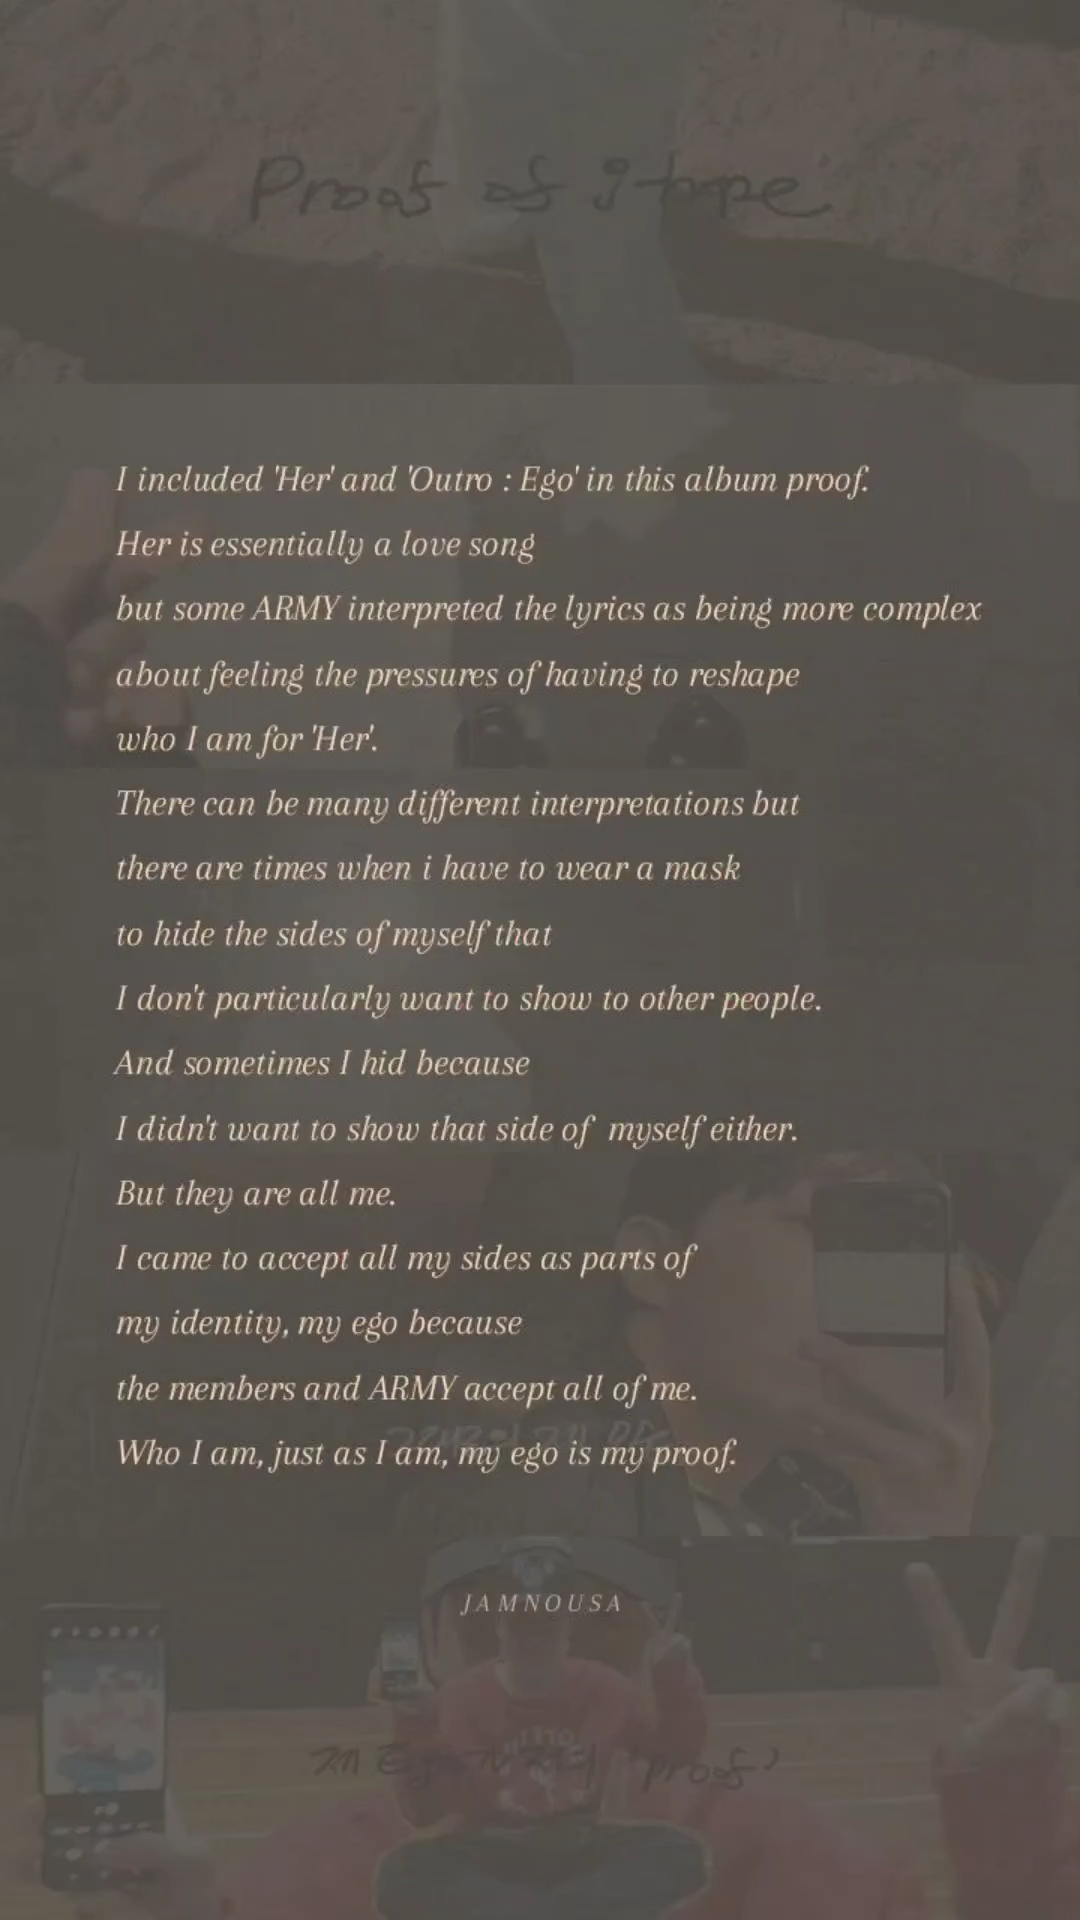 Proof of j-hope
I included 'Her' and 'Outro : Ego' in this album proof.
Her is essentially a love song
but some ARMY interpreted the lyrics as being more complex
about feeling the pressures of having to reshape
who I am for 'Her'.
There can be many different interpretations but
there are times when i have to wear a mask
to hide the sides of myself that
I don't particularly want to show to other people.
And sometimes I hid because
I didn't want to show that side of myself either.
But they are all me.
I came to accept all my sides as parts of
my identity, my ego because
the members and ARMY accept all of me.
Who I am, just as I am, my ego is my proof.
JAMNOUSA
'proof'